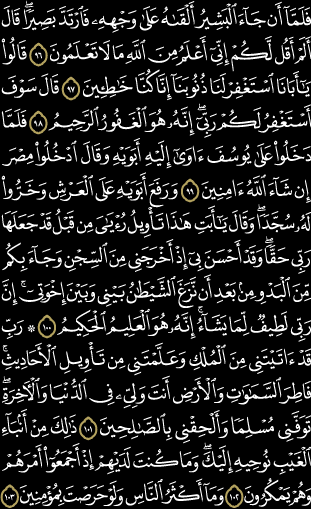 فَلَمَّآ أَن جَآءَ ٱلْبَشِيرُ أَلْقَىٰهُ عَلَىٰ وَجْهِهِۦ فَٱرْتَدَّ بَصِيرًا ۖ قَالَ
أَلَمْ أَقُل لَّكُمْ إِنِّىٓ أَعْلَمُ مِنَ ٱللَّهِ مَا لَا تَعْلَمُونَ ٩٦ قَالُوا۟
يَٰٓأَبَانَا ٱسْتَغْفِرْ لَنَا ذُنُوبَنَآ إِنَّا كُنَّا خَٰطِـِٔينَ ٩٧ قَالَ سَوْفَ
أَسْتَغْفِرُ لَكُمْ رَبِّىٓ ۖ إِنَّهُۥ هُوَ ٱلْغَفُورُ ٱلرَّحِيمُ ٩٨ فَلَمَّا
دَخَلُوا۟ عَلَىٰ يُوسُفَ ءَاوَىٰٓ إِلَيْهِ أَبَوَيْهِ وَقَالَ ٱدْخُلُوا۟ مِصْرَ
إِن شَآءَ ٱللَّهُ ءَامِنِينَ ٩٩ وَرَفَعَ أَبَوَيْهِ عَلَى ٱلْعَرْشِ وَخَرُّوا۟
لَهُۥ سُجَّدًا ۖ وَقَالَ يَٰٓأَبَتِ هَٰذَا تَأْوِيلُ رُءْيَٰىَ مِن قَبْلُ قَدْ جَعَلَهَا
رَبِّى حَقًّا ۖ وَقَدْ أَحْسَنَ بِىٓ إِذْ أَخْرَجَنِى مِنَ ٱلسِّجْنِ وَجَآءَ بِكُم
مِّنَ ٱلْبَدْوِ مِنۢ بَعْدِ أَن نَّزَغَ ٱلشَّيْطَٰنُ بَيْنِى وَبَيْنَ إِخْوَتِىٓ ۚ إِنَّ
رَبِّى لَطِيفٌ لِّمَا يَشَآءُ ۚ إِنَّهُۥ هُوَ ٱلْعَلِيمُ ٱلْحَكِيمُ ١٠٠ ۞ رَبِّ
قَدْ ءَاتَيْتَنِى مِنَ ٱلْمُلْكِ وَعَلَّمْتَنِى مِن تَأْوِيلِ ٱلْأَحَادِيثِ ۚ
فَاطِرَ ٱلسَّمَٰوَٰتِ وَٱلْأَرْضِ أَنتَ وَلِىِّۦ فِى ٱلدُّنْيَا وَٱلْءَاخِرَةِ ۖ
تَوَفَّنِى مُسْلِمًا وَأَلْحِقْنِى بِٱلصَّٰلِحِينَ ١٠١ ذَٰلِكَ مِنْ أَنۢبَآءِ
ٱلْغَيْبِ نُوحِيهِ إِلَيْكَ ۖ وَمَا كُنتَ لَدَيْهِمْ إِذْ أَجْمَعُوٓا۟ أَمْرَهُمْ
وَهُمْ يَمْكُرُونَ ١٠٢ وَمَآ أَكْثَرُ ٱلنَّاسِ وَلَوْ حَرَصْتَ بِمُؤْمِنِينَ ١٠٣